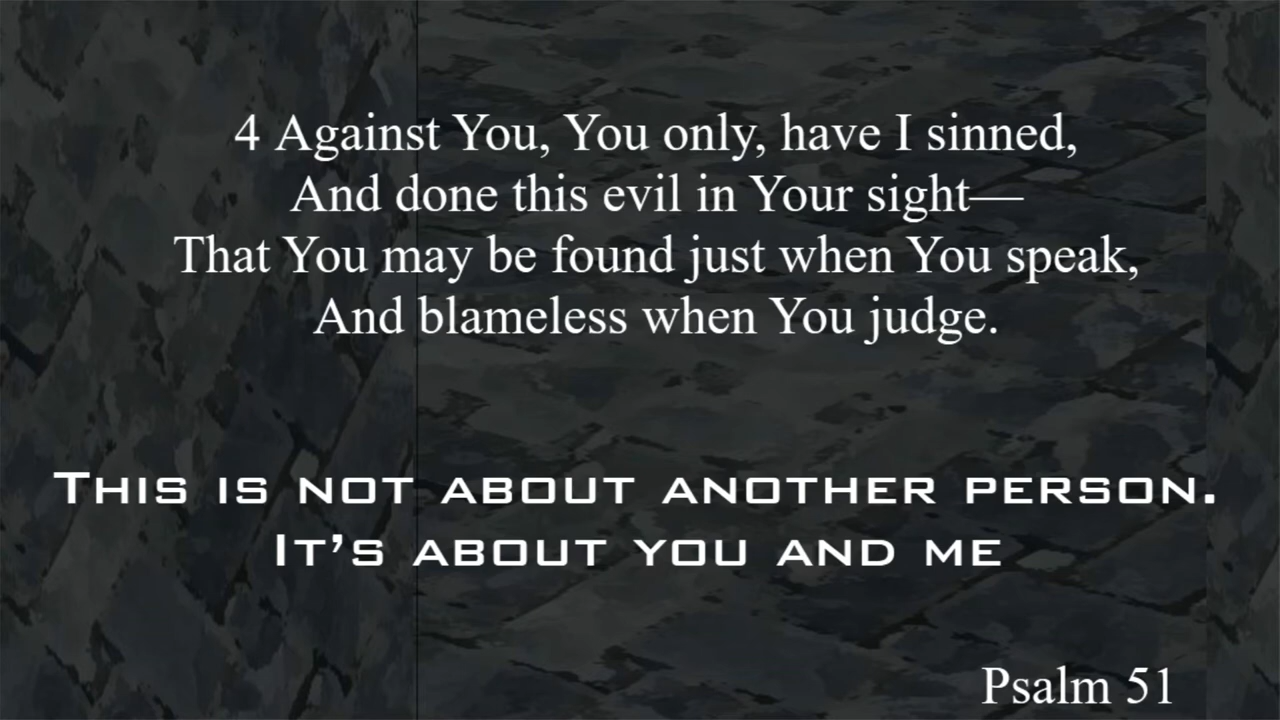 4 Against You, You only, have I sinned,
And done this evil in Your sight—
That You may be found just when You speak,
And blameless when You judge.
This is not about another person.
It’s about you and me
Psalm 51